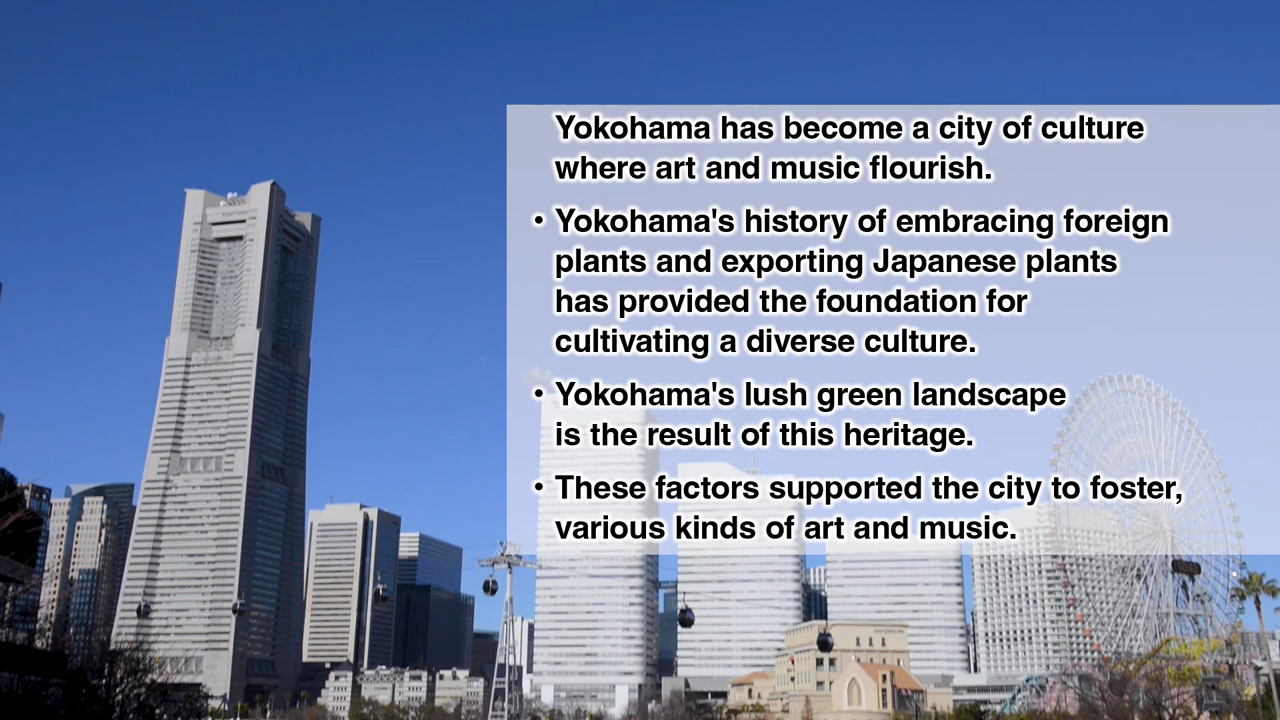 Yokohama has become a city of culture
where art and music flourish.
・Yokohama's history of embracing foreign
plants and exporting Japanese plants
has provided the foundation for
cultivating a diverse culture.
・Yokohama's lush green landscape
is the result of this heritage.
・These factors supported the city to foster,
various kinds of art and music.